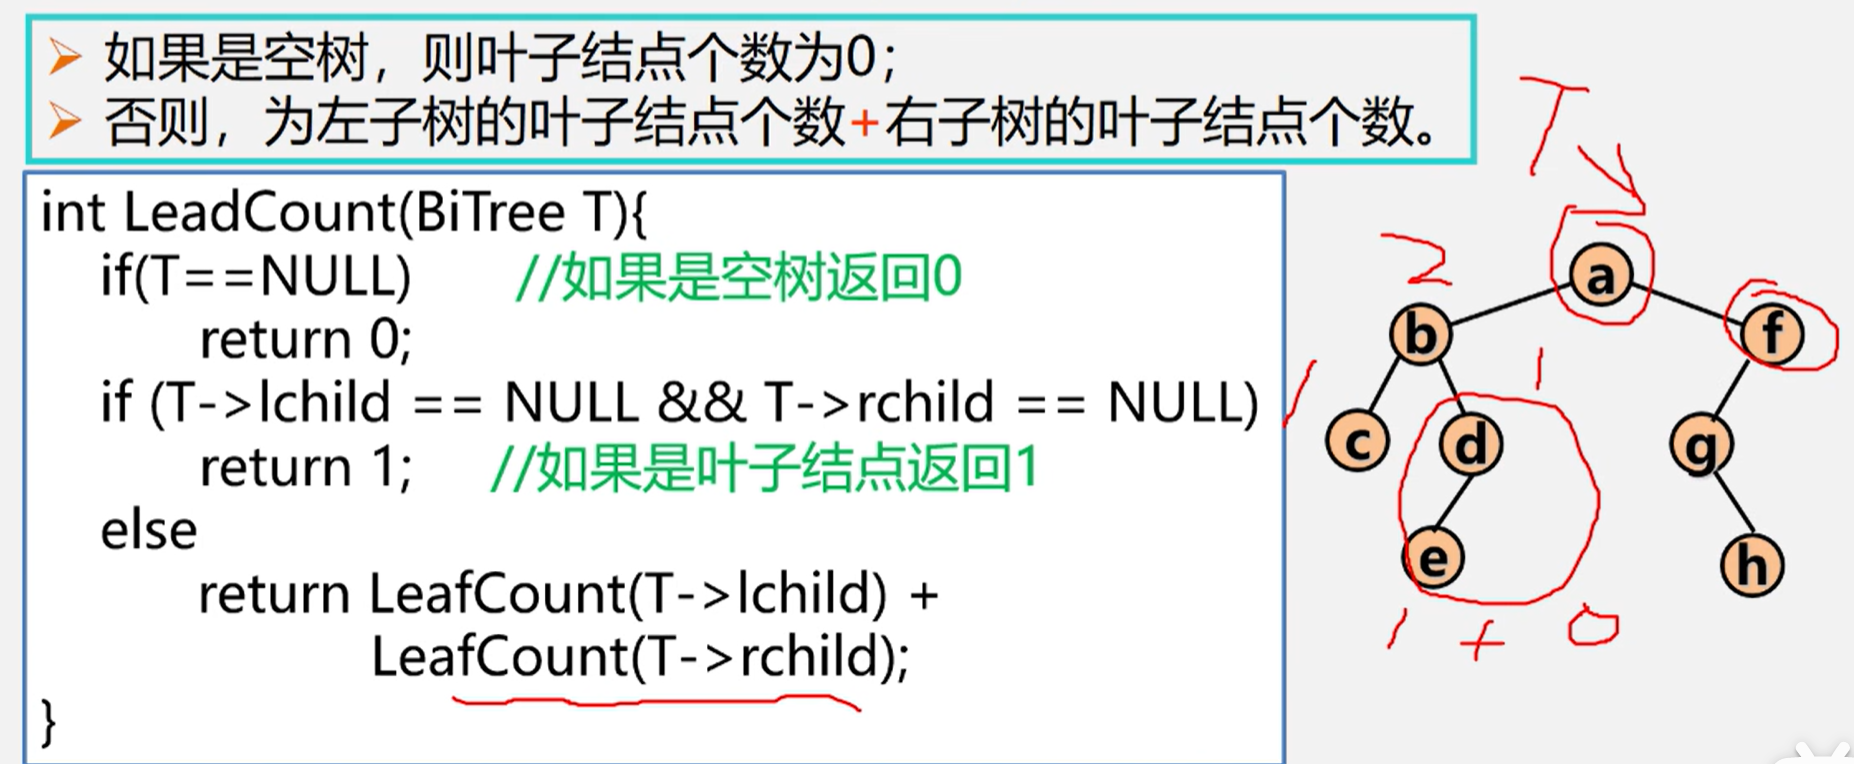 ➢ 如果是空树，则叶子结点个数为0；
➢ 否则，为左子树的叶子结点个数+右子树的叶子结点个数。
int LeadCount(BiTree T){
if(T==NULL) //如果是空树返回0
return 0;
if (T->lchild == NULL && T->rchild == NULL)
return 1; //如果是叶子结点返回1
else
return LeafCount(T->lchild) +
LeafCount(T->rchild);
}
T
a
2
b
f
1
1
c
d
g
e
h
1 + 0